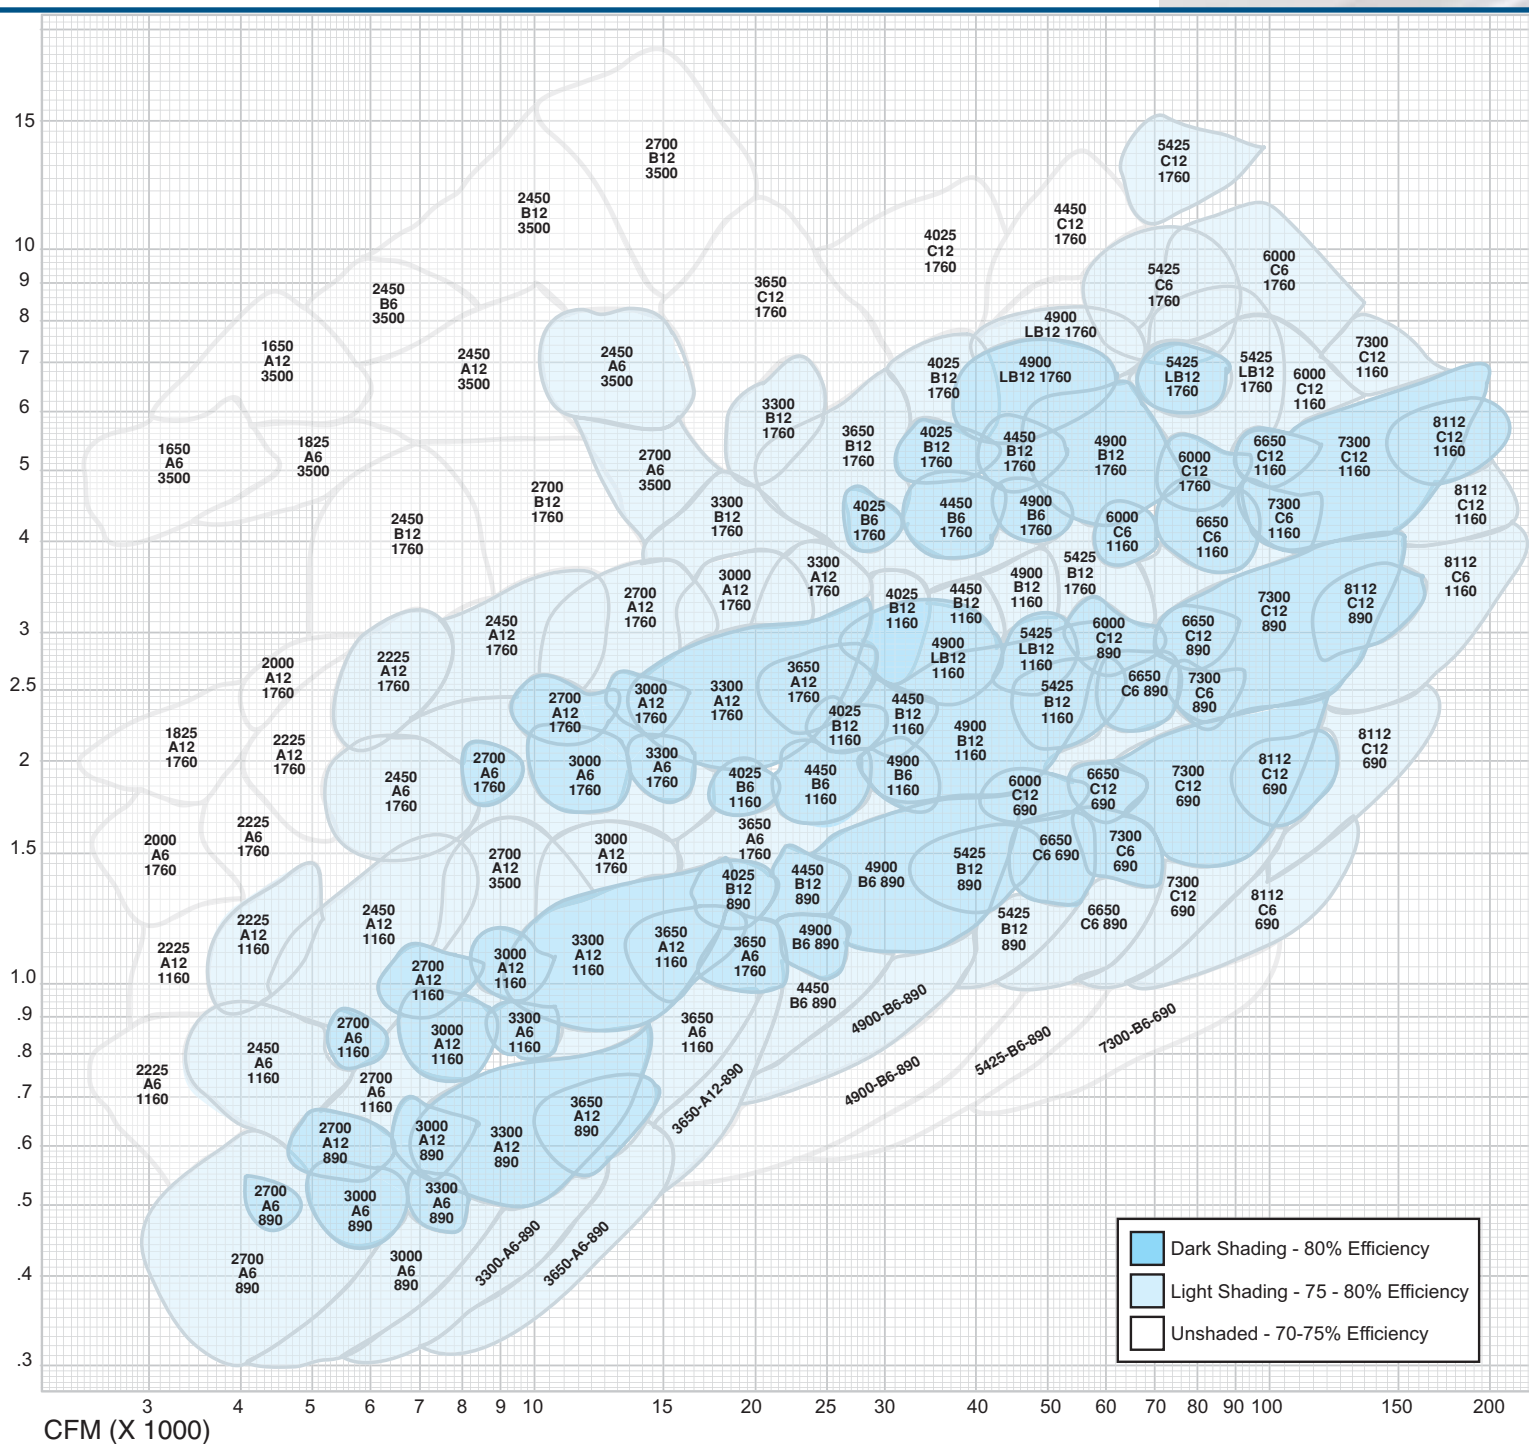 15
10
9
8
7
6
5
4
3
2.5
2
1.5
1.0
.9
.8
.7
.6
.5
.4
.3
2700
B12
3500
5425
C12
1760
2450
B12
3500
4450
C12
1760
4025
C12
1760
6000
C6
1760
5425
C6
1760
3650
C12
1760
2450
B6
3500
4900
LB12 1760
1650
A12
3500
2450
A12
3500
2450
A6
3500
4025
B12
1760
4900
LB12 1760
5425
LB12
1760
5425
LB12
1760
6000
C12
1160
7300
C12
1160
3300
B12
1760
1650
A6
3500
1825
A6
3500
2700
A6
3500
3650
B12
1760
4025
B12
1760
4450
B12
1760
4900
B12
1760
6000
C12
1760
6650
C12
1160
7300
C12
1160
8112
C12
1160
2450
B12
1760
2700
B12
1760
3300
B12
1760
4025
B6
1760
4450
B6
1760
4900
B6
1760
6000
C6
1160
6650
C6
1160
7300
C6
1160
8112
C12
1160
2700
A12
1760
3000
A12
1760
3300
A12
1760
4025
B12
1160
4450
B12
1160
4900
B12
1160
5425
B12
1760
7300
C12
890
8112
C12
890
8112
C6
1160
2000
A12
1760
2225
A12
1760
2450
A12
1760
4900
LB12
1160
5425
LB12
1160
6000
C12
890
6650
C12
890
2700
A12
1760
3000
A12
1760
3300
A12
1760
3650
A12
1760
4025
B12
1160
4450
B12
1160
4900
B12
1160
5425
B12
1160
6650
C6 890
7300
C6
890
1825
A12
1760
2225
A12
1760
2450
A6
1760
2700
A6
1760
3000
A6
1760
3300
A6
1760
4025
B6
1160
4450
B6
1160
4900
B6
1160
6000
C12
690
6650
C12
690
7300
C12
690
8112
C12
690
8112
C12
690
2000
A6
1760
2225
A6
1760
2700
A12
3500
3000
A12
1760
3650
A6
1760
4025
B12
890
4450
B12
890
4900
B6 890
5425
B12
890
6650
C6 690
7300
C6
690
2225
A12
1160
2225
A12
1160
2450
A12
1160
2700
A12
1160
3000
A12
1160
3300
A12
1160
3650
A12
1160
3650
A6
1760
4900
B6 890
5425
B12
890
6650
C6 890
7300
C12
690
8112
C6
690
2225
A6
1160
2450
A6
1160
2700
A6
1160
3000
A12
1160
3300
A6
1160
3650
A6
1160
4450
B6 890
4900-B6-890
4900-B6-890
5425-B6-890
7300-B6-690
2700
A6
1160
3650-A12-890
2700
A12
890
3000
A12
890
3300
A12
890
3650
A12
890
2700
A6
890
3000
A6
890
3300
A6
890
2700
A6
890
3000
A6
890
3300-A6-890
3650-A6-890
Dark Shading - 80% Efficiency
Light Shading - 75 - 80% Efficiency
Unshaded - 70-75% Efficiency
3 4 5 6 7 8 9 10 15 20 25 30 40 50 60 70 80 90 100 150 200
CFM (X 1000)